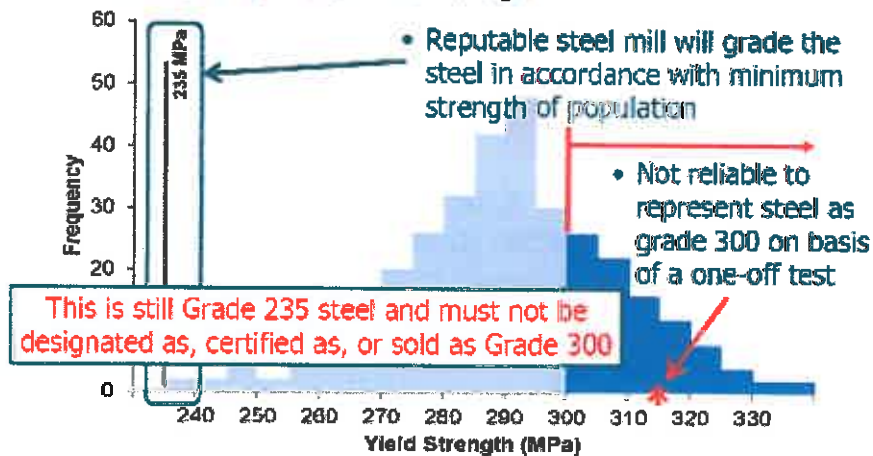 60
50
40
30
20
0
Frequency
235 MPa
• Reputable steel mill will grade the
steel in accordance with minimum
strength of population
• Not reliable to
represent steel as
grade 300 on basis
of a one-off test
This is still Grade 235 steel and must not be
designated as, certified as, or sold as Grade 300
*
240 250 260 270 280 290 300 310 320 330
Yield Strength (MPa)